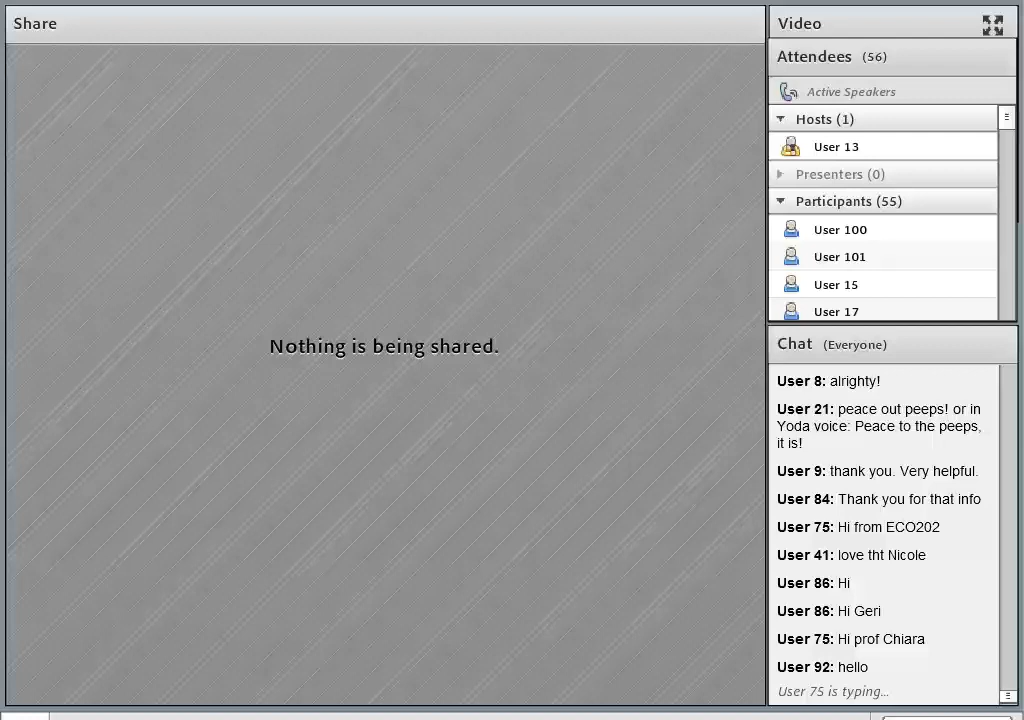 Share
Nothing is being shared.
Video
Attendees (56)
Active Speakers
Hosts (1)
User 13
Presenters (0)
Participants (55)
User 100
User 101
User 15
User 17
Chat (Everyone)
User 8: alrighty!
User 21: peace out peeps! or in
Yoda voice: Peace to the peeps,
it is!
User 9: thank you. Very helpful.
User 84: Thank you for that info
User 75: Hi from ECO202
User 41: love tht Nicole
User 86: Hi
User 86: Hi Geri
User 75: Hi prof Chiara
User 92: hello
User 75 is typing...